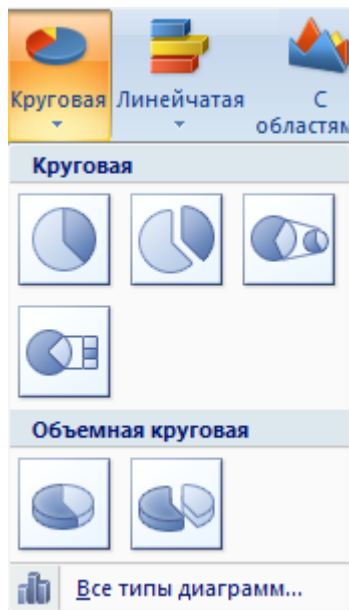 Круговая Линейчатая С
областям
Круговая
Объемная круговая
Все типы диаграмм...